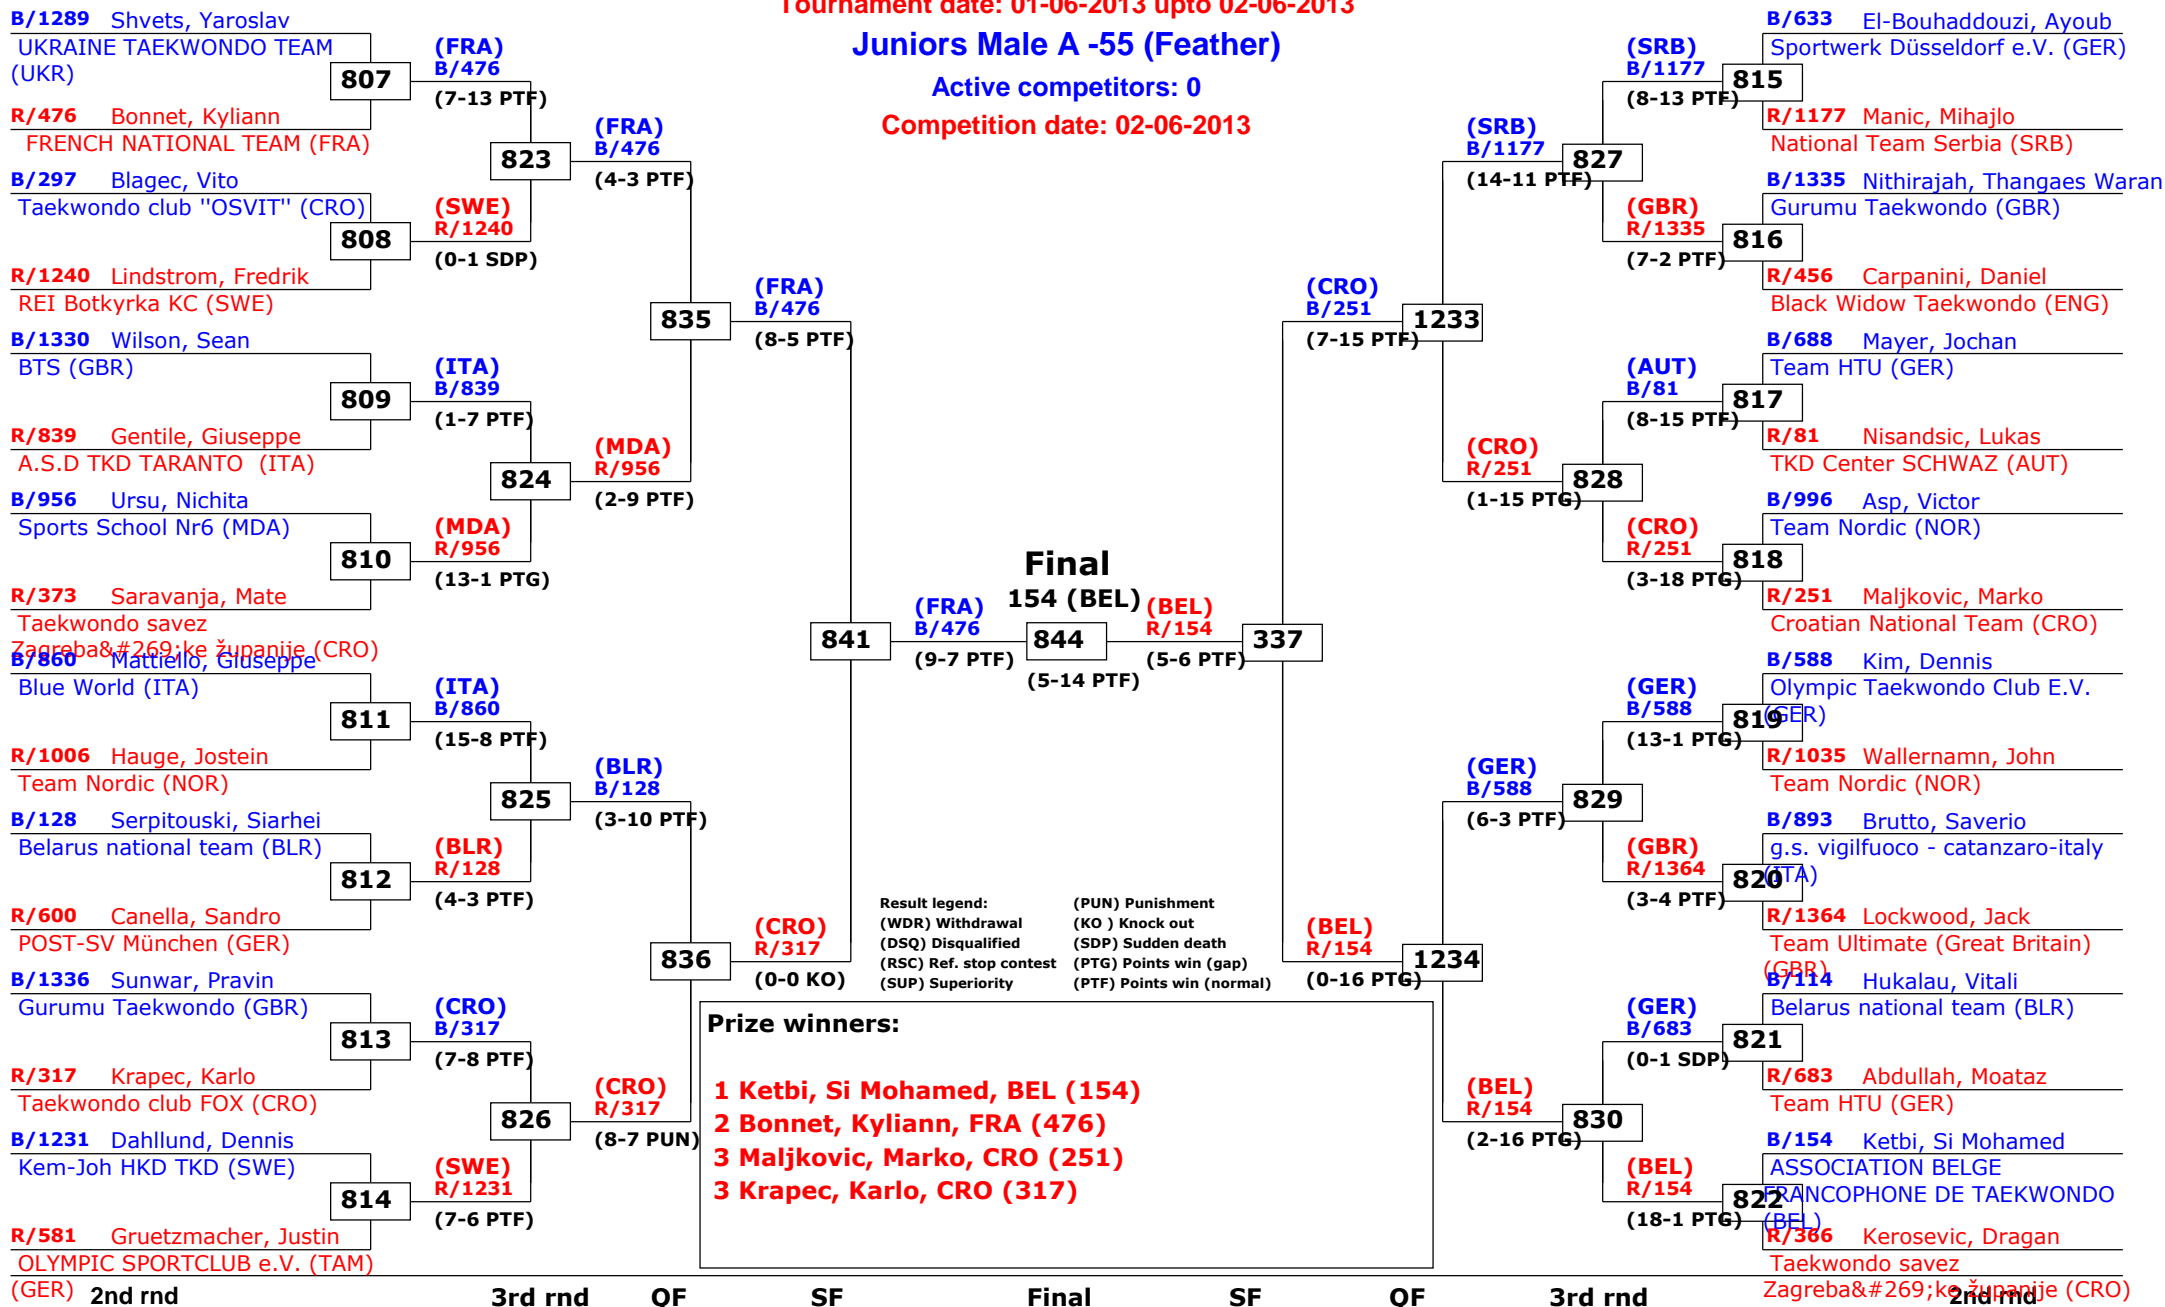 Tournament date: 01-06-2013 upto 02-06-2013
Juniors Male A -55 (Feather)
Active competitors: 0
Competition date: 02-06-2013
B/1289 Shvets, Yaroslav
UKRAINE TAEKWONDO TEAM
(UKR)
807
R/476 Bonnet, Kyliann
FRENCH NATIONAL TEAM (FRA)
B/297 Blagec, Vito
Taekwondo club "OSVIT" (CRO)
808
R/1240 Lindstrom, Fredrik
REI Botkyrka KC (SWE)
B/1330 Wilson, Sean
BTS (GBR)
809
R/839 Gentile, Giuseppe
A.S.D TKD TARANTO (ITA)
B/956 Ursu, Nichita
Sports School Nr6 (MDA)
810
R/373 Saravanja, Mate
Taekwondo savez
Zagreba&#269;ke županije (CRO)
B/860 Mattiello, Giuseppe
Blue World (ITA)
811
R/1006 Hauge, Jostein
Team Nordic (NOR)
B/128 Serpitouski, Siarhei
Belarus national team (BLR)
812
R/600 Canella, Sandro
POST-SV München (GER)
B/1336 Sunwar, Pravin
Gurumu Taekwondo (GBR)
813
R/317 Krapec, Karlo
Taekwondo club FOX (CRO)
B/1231 Dahllund, Dennis
Kem-Joh HKD TKD (SWE)
814
R/581 Gruetzmacher, Justin
OLYMPIC SPORTCLUB e.V. (TAM)
(GER)
(FRA)
B/476
(7-13 PTF)
823
(SWE)
R/1240
(0-1 SDP)
(ITA)
B/839
(1-7 PTF)
824
(MDA)
R/956
(13-1 PTG)
(ITA)
B/860
(15-8 PTF)
825
(BLR)
R/128
(4-3 PTF)
(CRO)
B/317
(7-8 PTF)
826
(SWE)
R/1231
(7-6 PTF)
(FRA)
B/476
(4-3 PTF)
835
(MDA)
R/956
(2-9 PTF)
(BLR)
B/128
(3-10 PTF)
836
(CRO)
R/317
(8-7 PUN)
(FRA)
B/476
(8-5 PTF)
841
(CRO)
R/317
(0-0 KO)
(FRA)
B/476
(9-7 PTF)
Final
154 (BEL)
844
(5-14 PTF)
(BEL)
R/154
(5-6 PTF)
337
(CRO)
B/251
(7-15 PTF)
1233
(BEL)
R/154
(0-16 PTG)
1234
(SRB)
B/1177
(14-11 PTF)
827
(CRO)
R/251
(1-15 PTG)
828
(GER)
B/588
(6-3 PTF)
829
(BEL)
R/154
(2-16 PTG)
830
(SRB)
B/1177
(8-13 PTF)
815
(GBR)
R/1335
(7-2 PTF)
816
(AUT)
B/81
(8-15 PTF)
817
(CRO)
R/251
(3-18 PTG)
818
(GER)
B/588
(13-1 PTG)
819
(GBR)
R/1364
(3-4 PTF)
820
(GER)
B/683
(0-1 SDP)
821
(BEL)
R/154
(18-1 PTG)
822
B/633 El-Bouhaddouzi, Ayoub
Sportwerk Düsseldorf e.V. (GER)
R/1177 Manic, Mihajlo
National Team Serbia (SRB)
B/1335 Nithirajah, Thangaes Waran
Gurumu Taekwondo (GBR)
R/456 Carpanini, Daniel
Black Widow Taekwondo (ENG)
B/688 Mayer, Jochan
Team HTU (GER)
R/81 Nisandsic, Lukas
TKD Center SCHWAZ (AUT)
B/996 Asp, Victor
Team Nordic (NOR)
R/251 Maljkovic, Marko
Croatian National Team (CRO)
B/588 Kim, Dennis
Olympic Taekwondo Club E.V.
(GER)
R/1035 Wallernamn, John
Team Nordic (NOR)
B/893 Brutto, Saverio
g.s. vigilfuoco - catanzaro-italy
(ITA)
R/1364 Lockwood, Jack
Team Ultimate (Great Britain)
(GBR)
B/114 Hukalau, Vitali
Belarus national team (BLR)
R/683 Abdullah, Moataz
Team HTU (GER)
B/154 Ketbi, Si Mohamed
ASSOCIATION BELGE
FRANCOPHONE DE TAEKWONDO
(BEL)
R/366 Kerosevic, Dragan
Taekwondo savez
Zagreba&#269;ke županije (CRO)
Result legend:
(WDR) Withdrawal
(DSQ) Disqualified
(RSC) Ref. stop contest
(SUP) Superiority
(PUN) Punishment
(KO ) Knock out
(SDP) Sudden death
(PTG) Points win (gap)
(PTF) Points win (normal)
Prize winners:
1 Ketbi, Si Mohamed, BEL (154)
2 Bonnet, Kyliann, FRA (476)
3 Maljkovic, Marko, CRO (251)
3 Krapec, Karlo, CRO (317)
2nd rnd 3rd rnd QF SF Final SF QF 3rd rnd 2nd rnd